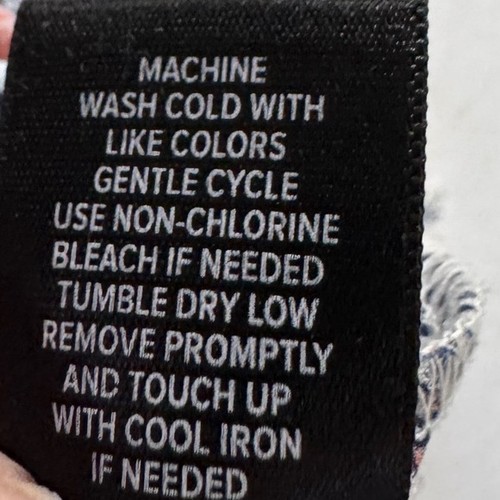 MACHINE
WASH COLD WITH
LIKE COLORS
GENTLE CYCLE
USE NON-CHLORINE
BLEACH IF NEEDED
TUMBLE DRY LOW
REMOVE PROMPTLY
AND TOUCH UP
WITH COOL IRON
IF NEEDED